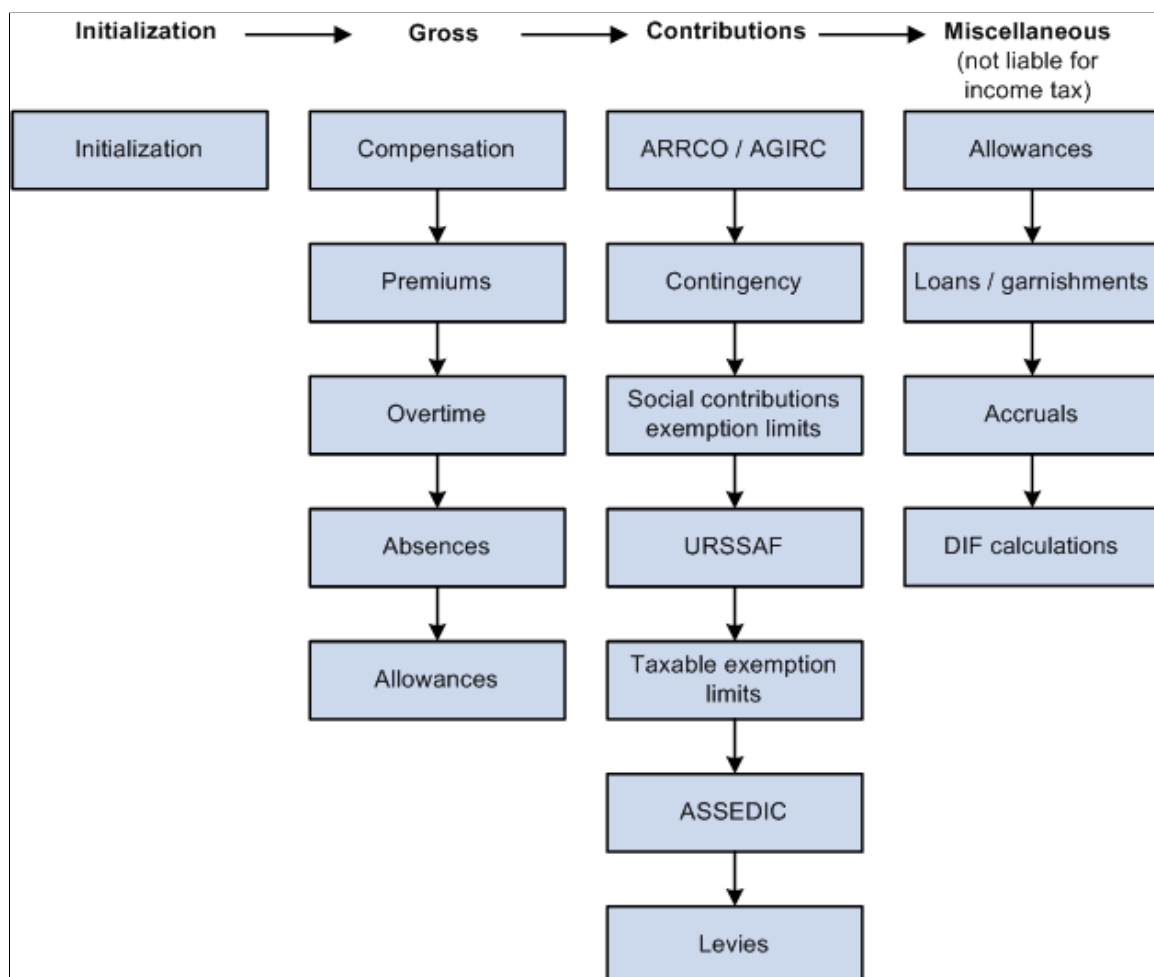 Initialization
Gross
Contributions
Miscellaneous
(not liable for
income tax)
Initialization
Compensation
Premiums
Overtime
Absences
Allowances
ARRCO / AGIRC
Contingency
Social contributions
exemption limits
URSSAF
Taxable exemption
limits
ASSEDIC
Levies
Allowances
Loans / garnishments
Accruals
DIF calculations